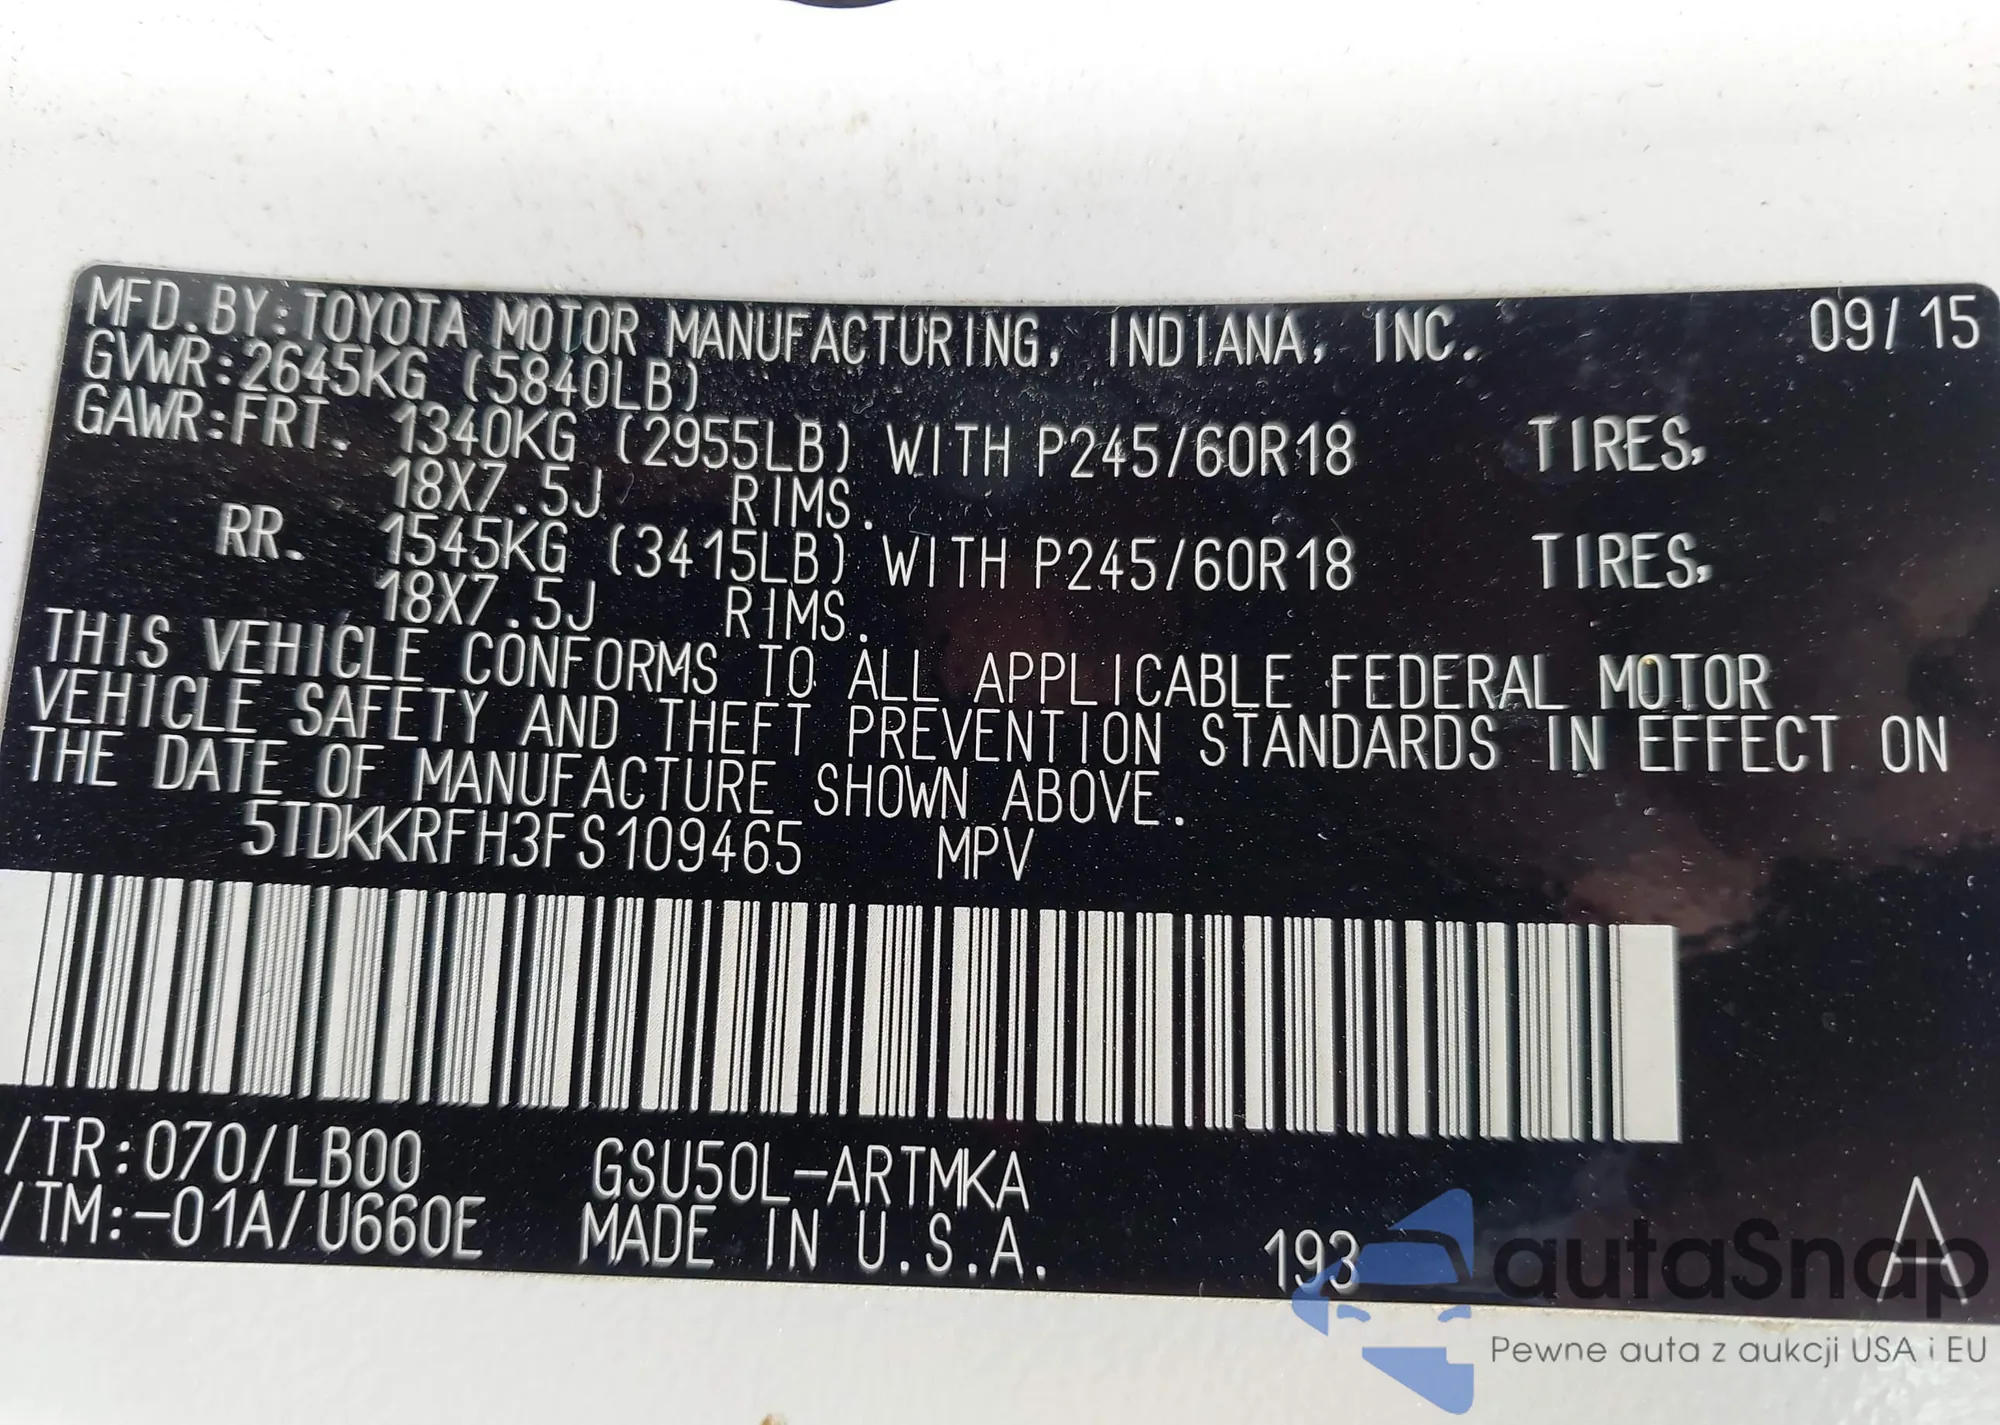 MFD.BY:TOYOTA MOTOR MANUFACTURING, INDIANA, INC. 09/15
GVWR:2645KG (5840LB)
GAWR:FRT. 1340KG (2955LB) WITH P245/60R18 TIRES,
18X7.5J RIMS.
RR. 1545KG (3415LB) WITH P245/60R18 TIRES,
18X7.5J RIMS.
THIS VEHICLE CONFORMS TO ALL APPLICABLE FEDERAL MOTOR
VEHICLE SAFETY AND THEFT PREVENTION STANDARDS IN EFFECT ON
THE DATE OF MANUFACTURE SHOWN ABOVE.
5TDKKRFH3FS109465 MPV
/TR:070/LB00 GSU50L-ARTMKA
/TM:-01A/U660E MADE IN U.S.A. 193 A
autaSnap
Pewne auta z aukcji USA i EU